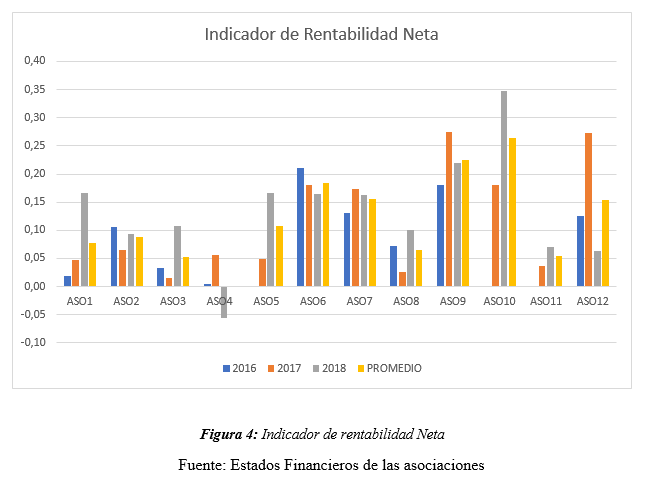 Indicador de Rentabilidad Neta
0,40
0,35
0,30
0,25
0,20
0,15
0,10
0,05
0,00
-0,05
-0,10
ASO1 ASO2 ASO3 ASO4 ASO5 ASO6 ASO7 ASO8 ASO9 ASO10 ASO11 ASO12
2016 2017 2018 PROMEDIO
Figura 4: Indicador de rentabilidad Neta
Fuente: Estados Financieros de las asociaciones